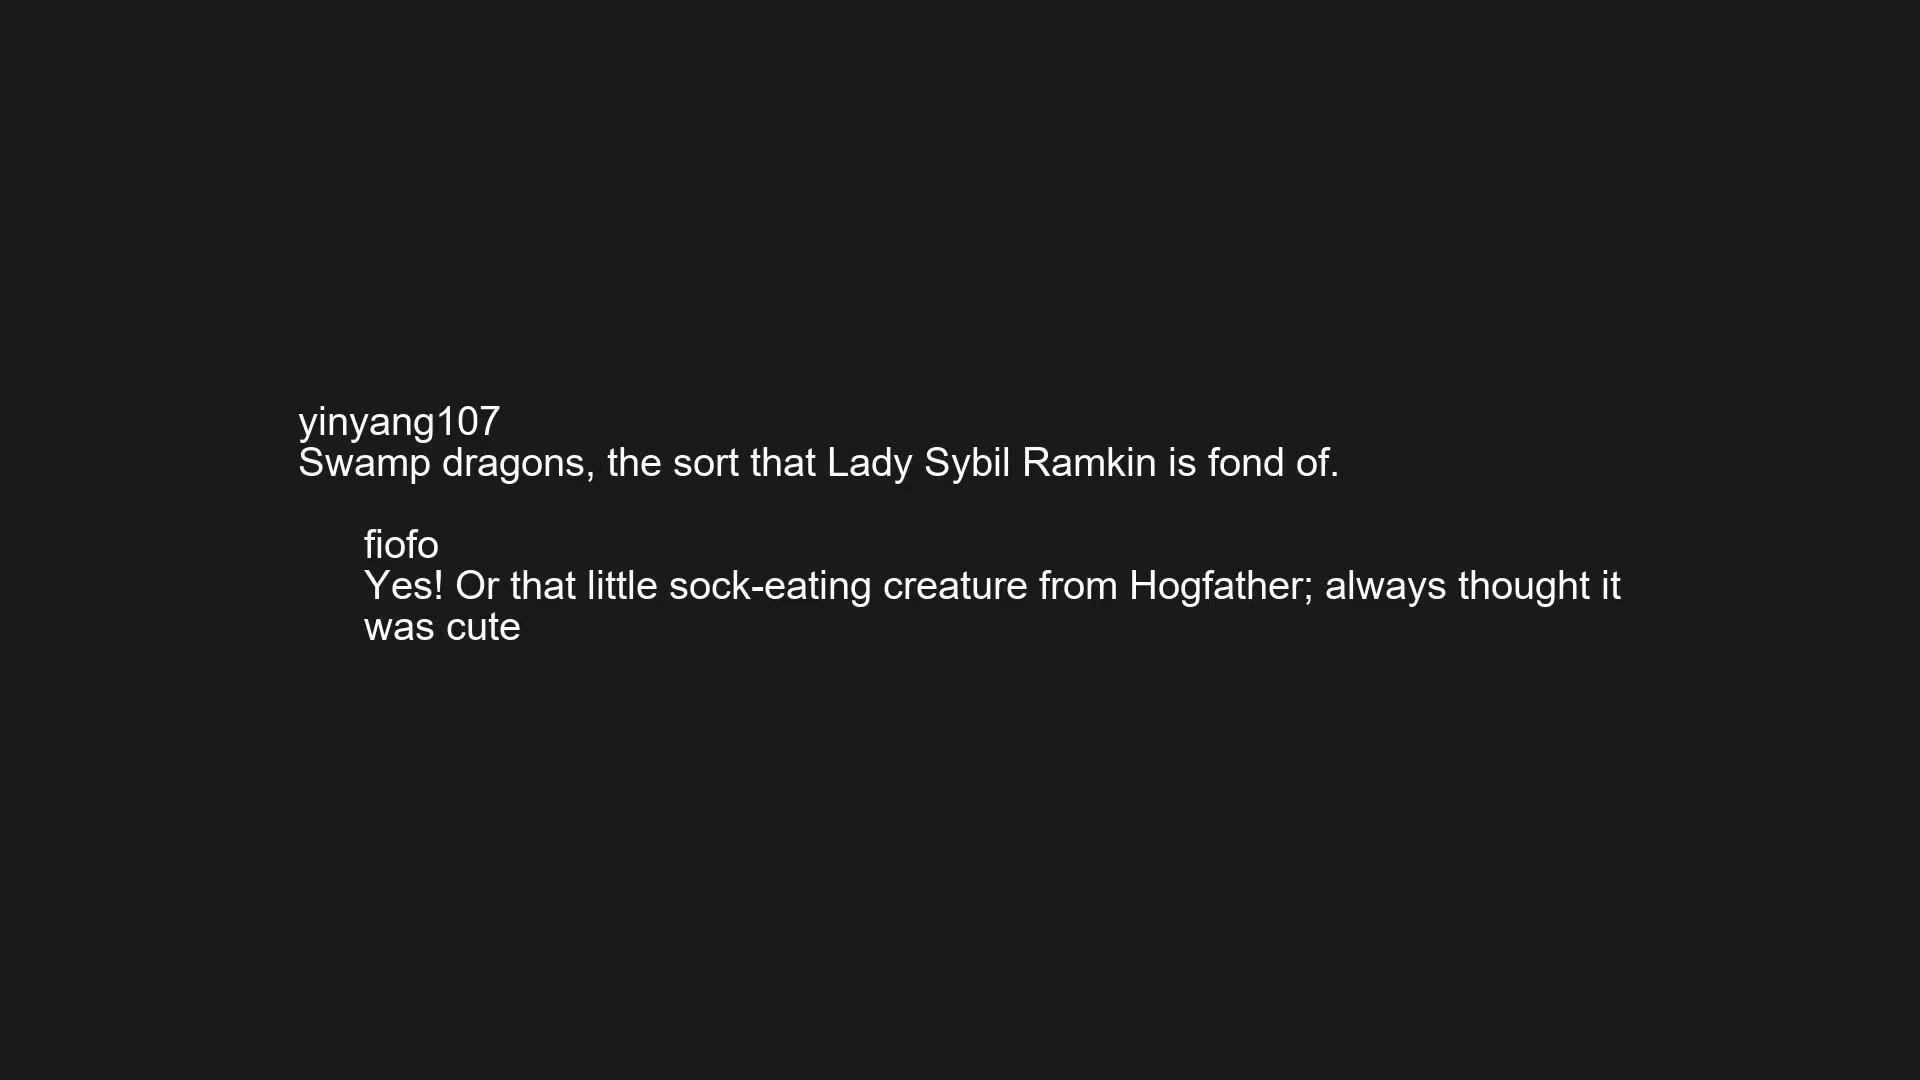 yinyang107
Swamp dragons, the sort that Lady Sybil Ramkin is fond of.
fiofo
Yes! Or that little sock-eating creature from Hogfather; always thought it
was cute